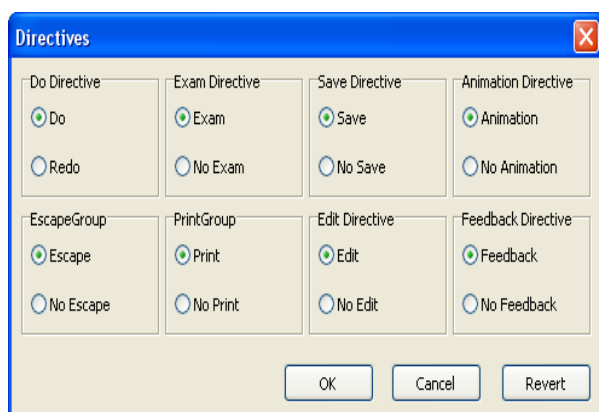 Directives
Do Directive Exam Directive Save Directive Animation Directive
Do Exam Save Animation
Redo No Exam No Save No Animation
EscapeGroup PrintGroup Edit Directive Feedback Directive
Escape Print Edit Feedback
No Escape No Print No Edit No Feedback
OK Cancel Revert